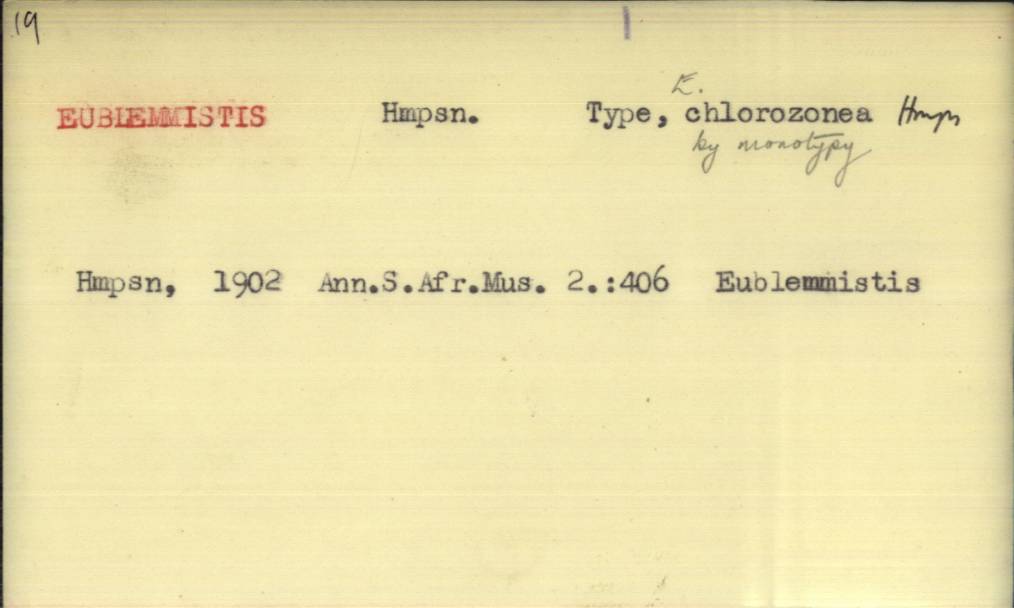 19
E.
EUBLEMMISTIS Hmpsn. Type, chlorozonea Hmpsn
by monotypy
Hmpsn, 1902 Ann.S.Afr.Mus. 2.:406 Eublemmistis